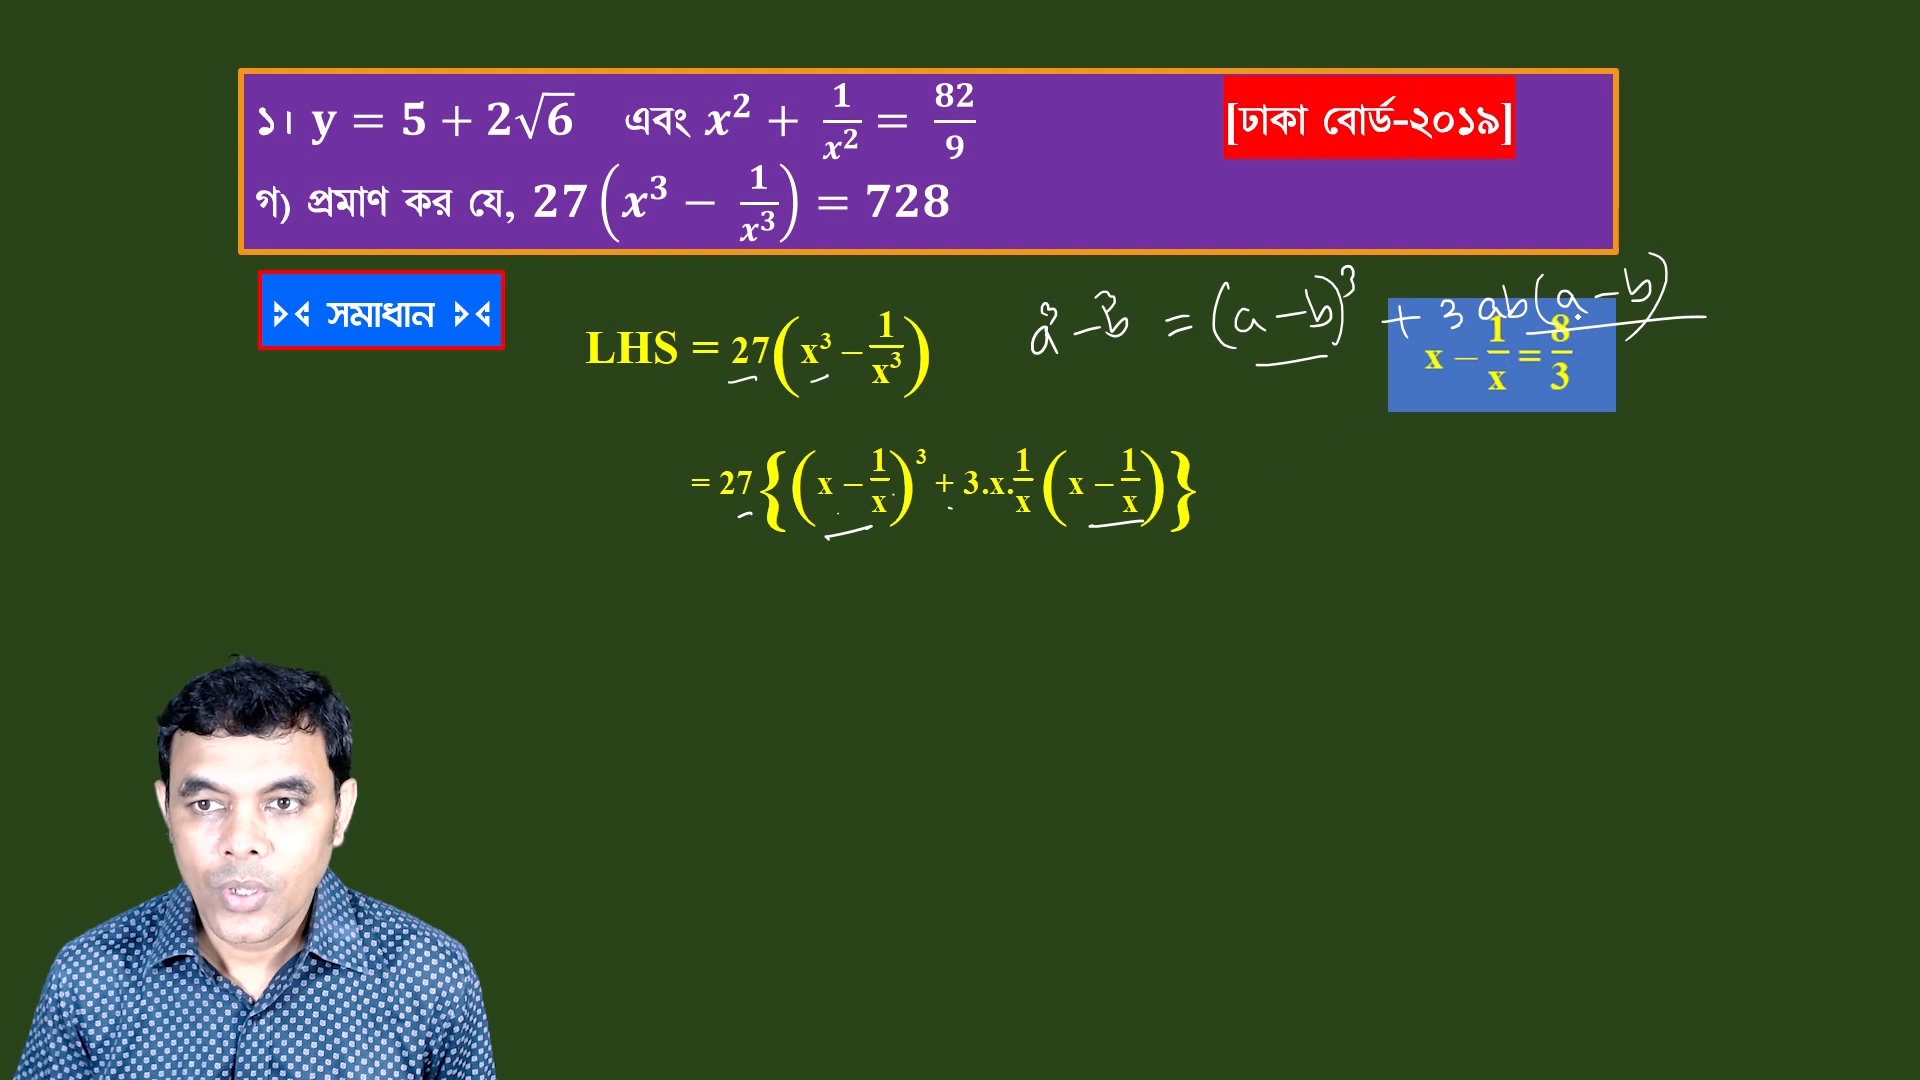 ১। y = 5 + 2√6 এবং x² + 1/x² = 82/9 [ঢাকা বোর্ড-২০১৯]
গ) প্রমাণ কর যে, 27(x³ − 1/x³) = 728
সমাধান
LHS = 27(x³ − 1/x³)
a³ − b³ = (a − b)³ + 3ab(a − b)
x − 1/x = 8/3
= 27{(x − 1/x)³ + 3.x.1/x(x − 1/x)}